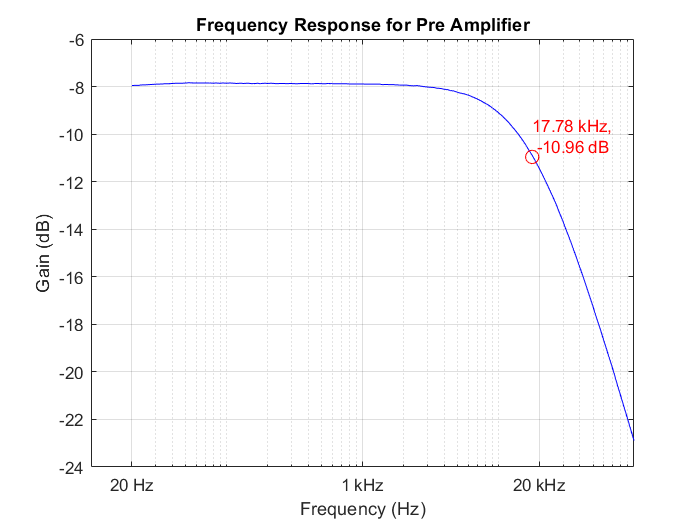 Frequency Response for Pre Amplifier
-6
-8
-10
-12
-14
-16
-18
-20
-22
-24
Gain (dB)
17.78 kHz,
-10.96 dB
20 Hz
1 kHz
20 kHz
Frequency (Hz)